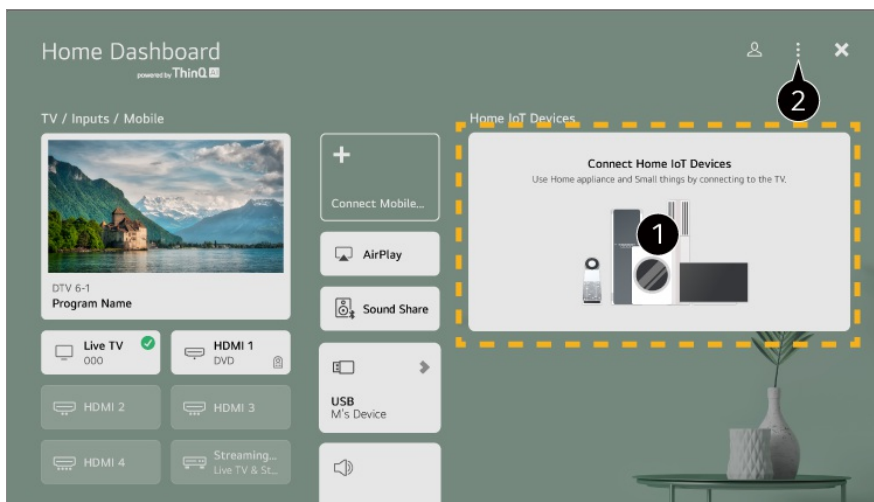 Home Dashboard
powered by ThinQ AI
2
TV / Inputs / Mobile
Home IoT Devices
DTV 6-1
Program Name
Live TV
000
HDMI 1
DVD
HDMI 2
HDMI 3
HDMI 4
Streaming...
Live TV & St...
+
Connect Mobile...
AirPlay
Sound Share
USB
M's Device
Connect Home IoT Devices
Use Home appliance and Small things by connecting to the TV.
1